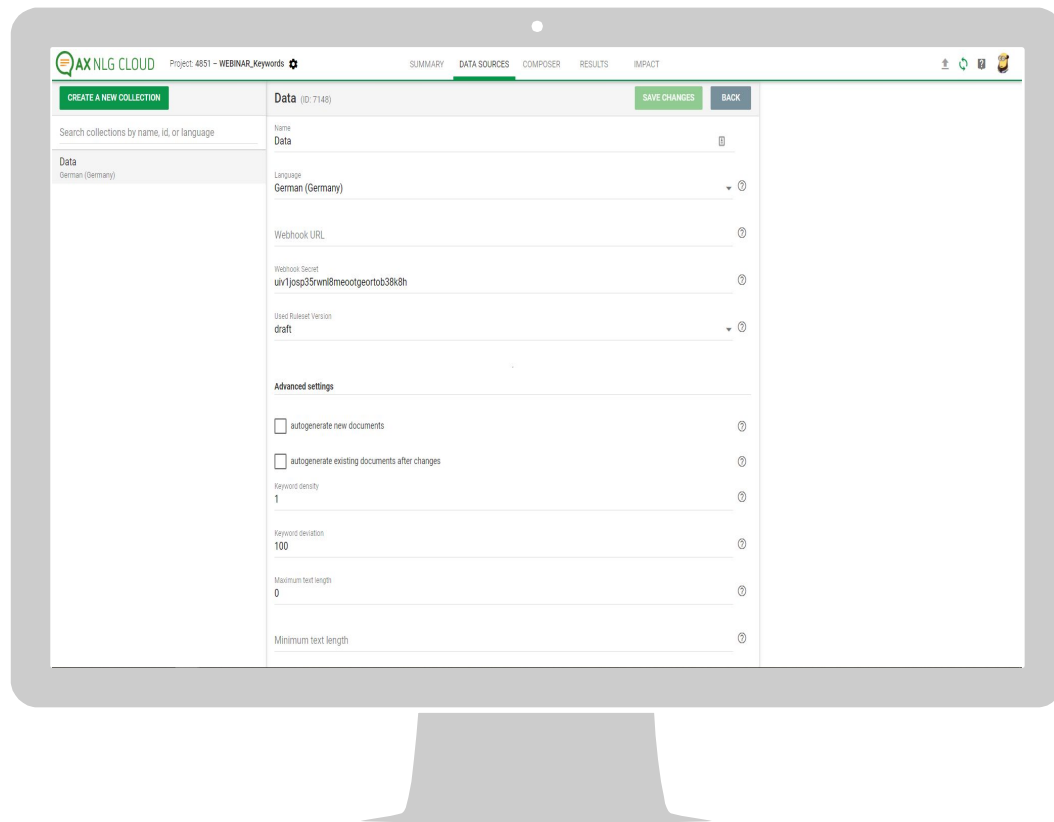 AX NLG CLOUD Project: 4851 – WEBINAR_Keywords SUMMARY DATA SOURCES COMPOSER RESULTS IMPACT
CREATE A NEW COLLECTION
Search collections by name, id, or language
Data
German (Germany)
Data (ID: 7148) SAVE CHANGES BACK
Name
Data
Language
German (Germany)
Webhook URL
Webhook Secret
uiv1josp35rwnl8meootgeortob38k8h
Used Ruleset Version
draft
Advanced settings
autogenerate new documents
autogenerate existing documents after changes
Keyword density
1
Keyword deviation
100
Maximum text length
0
Minimum text length